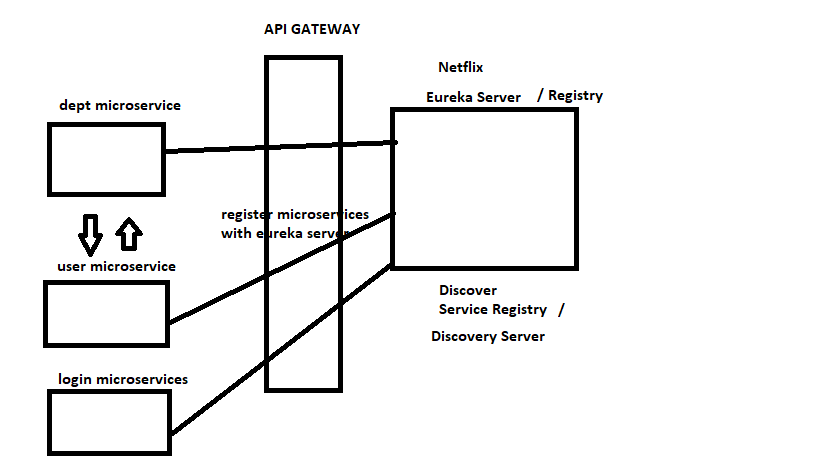 API GATEWAY
Netflix
Eureka Server / Registry
dept microservice
register microservices
with eureka server
user microservice
Discover
Service Registry /
Discovery Server
login microservices